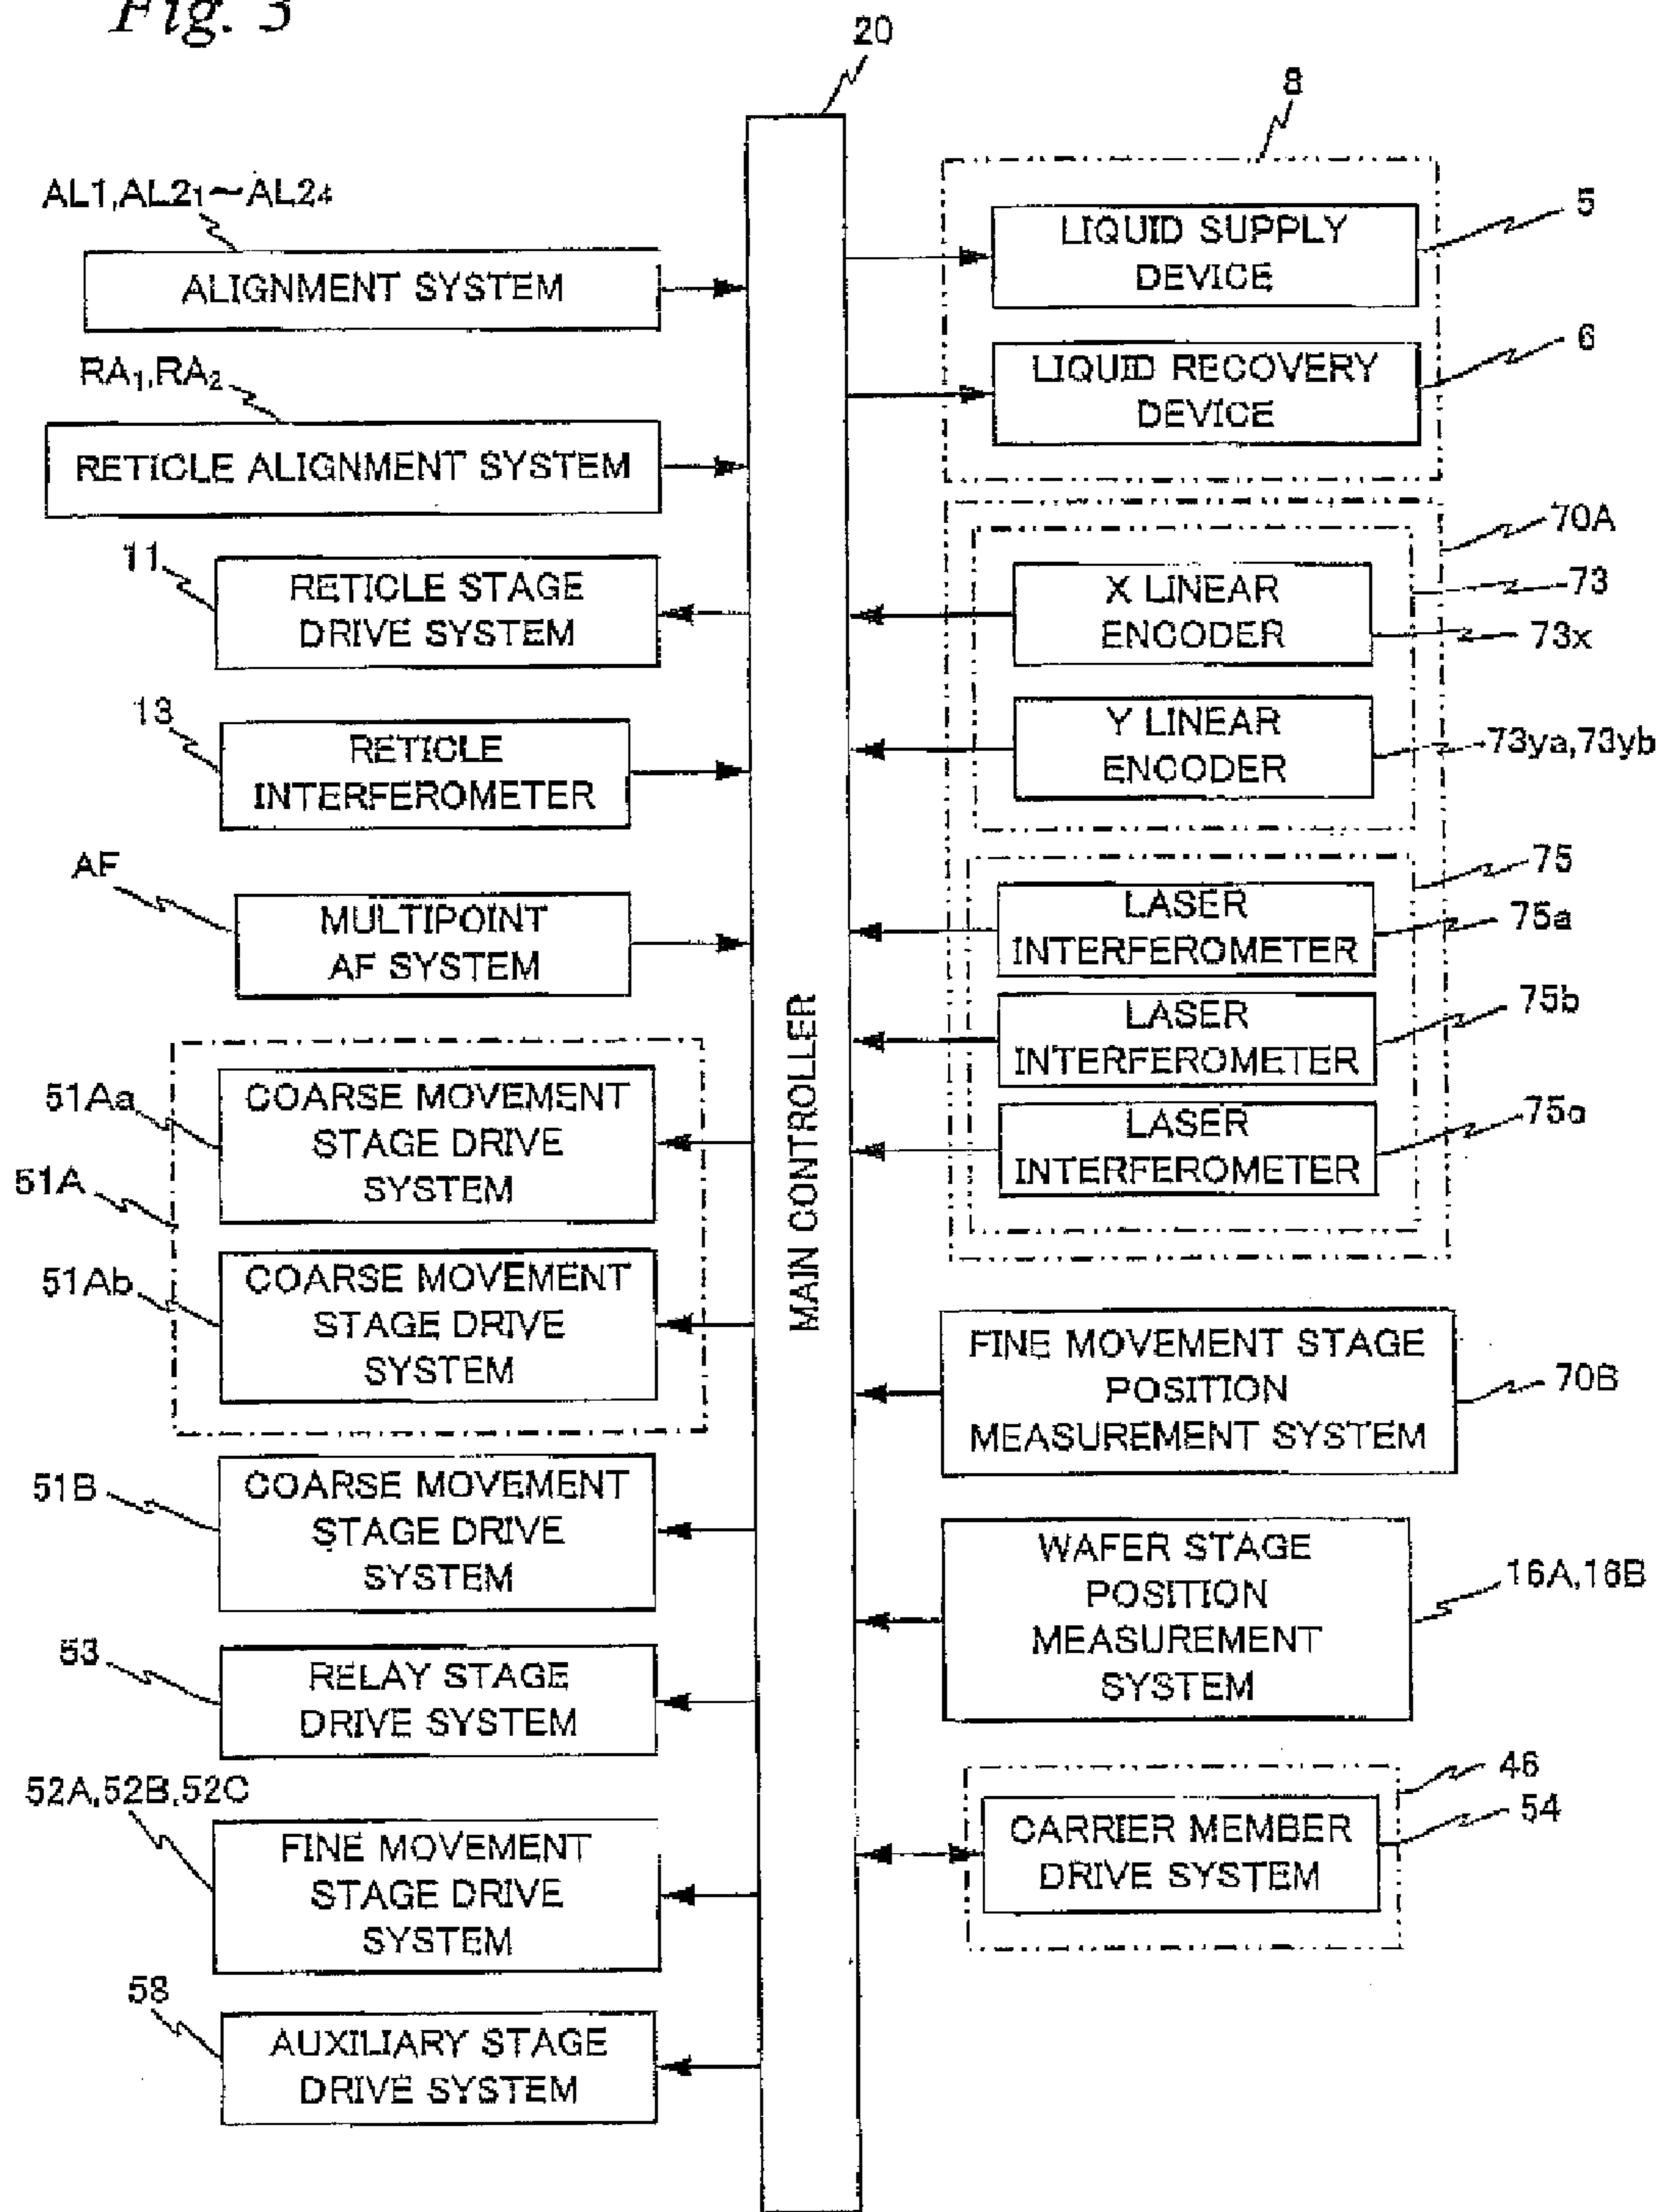 Fig. 3
20
8
AL1,AL2₁~AL2₄
ALIGNMENT SYSTEM
LIQUID SUPPLY
DEVICE
5
RA₁,RA₂
RETICLE ALIGNMENT SYSTEM
LIQUID RECOVERY
DEVICE
6
11
RETICLE STAGE
DRIVE SYSTEM
70A
X LINEAR
ENCODER
73
73x
13
RETICLE
INTERFEROMETER
Y LINEAR
ENCODER
73ya,73yb
AF
MULTIPOINT
AF SYSTEM
75
LASER
INTERFEROMETER
75a
LASER
INTERFEROMETER
75b
LASER
INTERFEROMETER
MAIN CONTROLLER
51Aa
COARSE MOVEMENT
STAGE DRIVE
SYSTEM
51A
51Ab
COARSE MOVEMENT
STAGE DRIVE
SYSTEM
FINE MOVEMENT STAGE
POSITION
MEASUREMENT SYSTEM
70B
51B
COARSE MOVEMENT
STAGE DRIVE
SYSTEM
WAFER STAGE
POSITION
MEASUREMENT
SYSTEM
16A,16B
53
RELAY STAGE
DRIVE SYSTEM
52A,52B,52C
FINE MOVEMENT
STAGE DRIVE
SYSTEM
46
CARRIER MEMBER
DRIVE SYSTEM
54
58
AUXILIARY STAGE
DRIVE SYSTEM